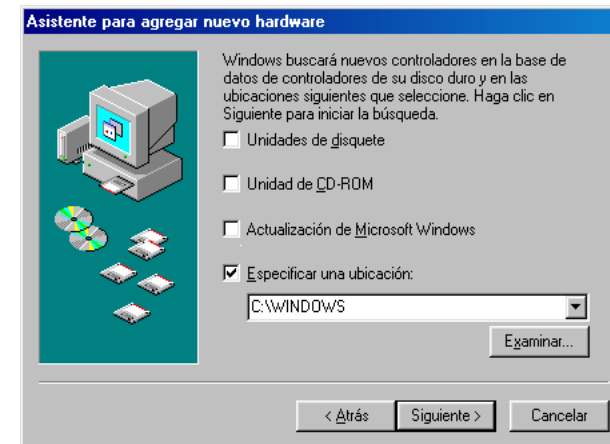 Asistente para agregar nuevo hardware
Windows buscará nuevos controladores en la base de
datos de controladores de su disco duro y en las
ubicaciones siguientes que seleccione. Haga clic en
Siguiente para iniciar la búsqueda.
Unidades de disquete
Unidad de CD-ROM
Actualización de Microsoft Windows
Especificar una ubicación:
C:\WINDOWS
Examinar...
< Atrás
Siguiente >
Cancelar